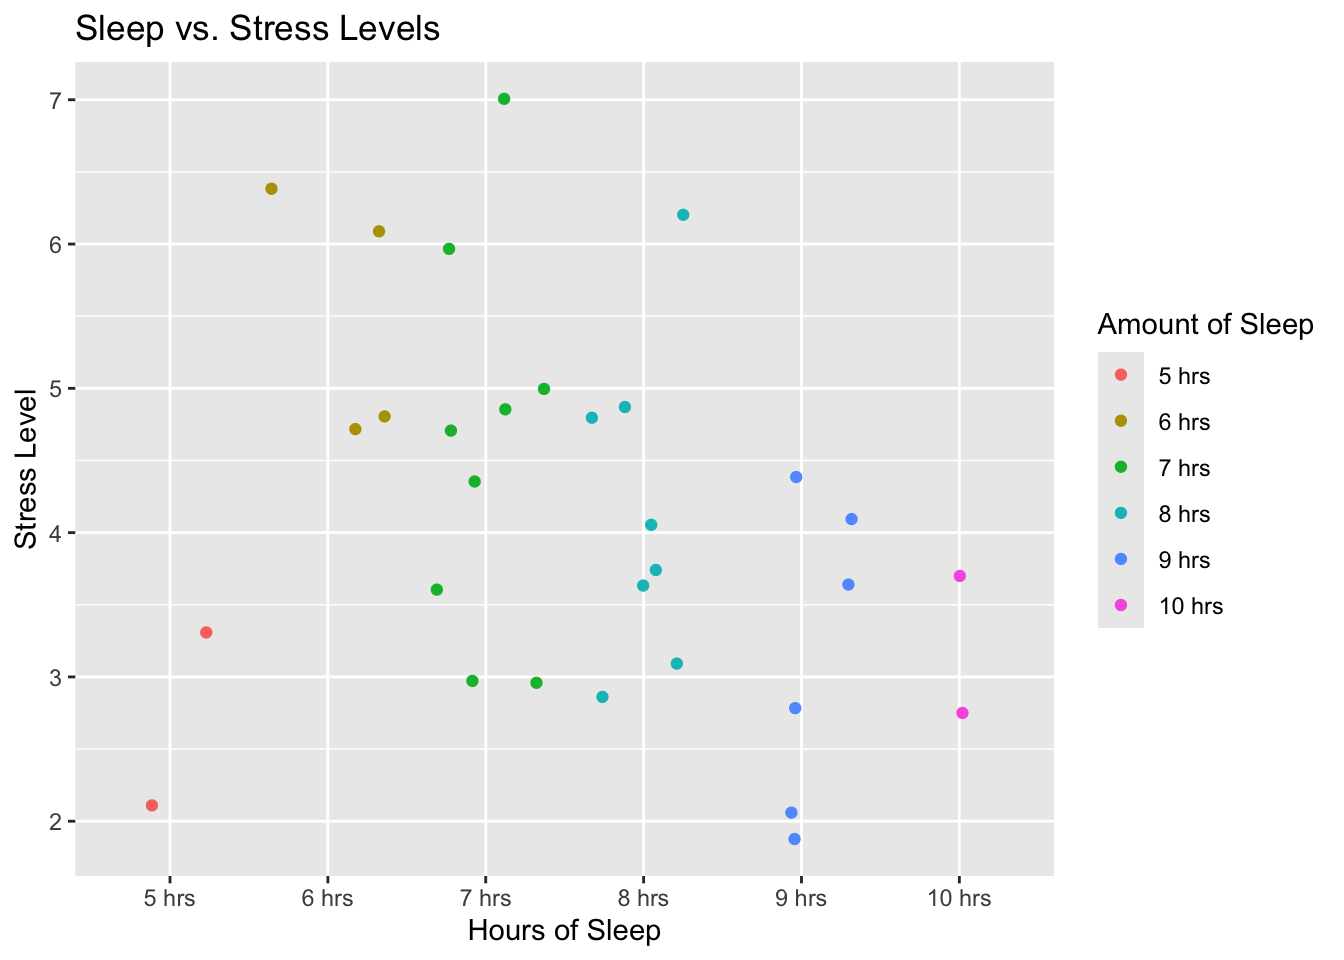 Sleep vs. Stress Levels
7
6
5
4
3
2
Stress Level
5 hrs
6 hrs
7 hrs
8 hrs
9 hrs
10 hrs
Hours of Sleep
Amount of Sleep
5 hrs
6 hrs
7 hrs
8 hrs
9 hrs
10 hrs